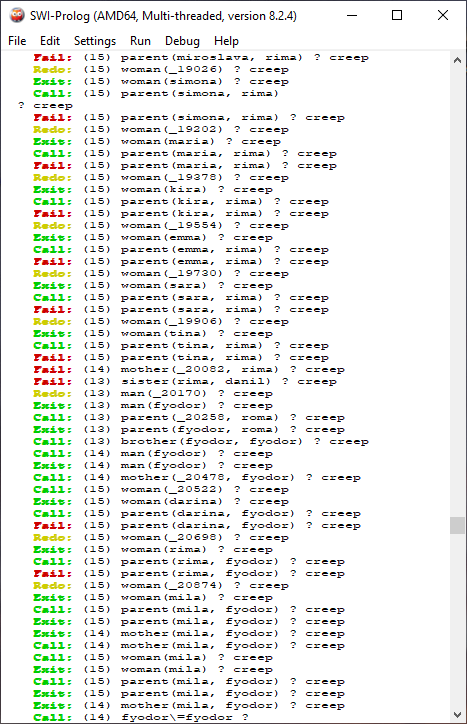 SWI-Prolog (AMD64, Multi-threaded, version 8.2.4)
File Edit Settings Run Debug Help
Fail: (15) parent(miroslava, rima) ? creep
Redo: (15) woman(_19026) ? creep
Exit: (15) woman(simona) ? creep
Call: (15) parent(simona, rima)
? creep
Fail: (15) parent(simona, rima) ? creep
Redo: (15) woman(_19202) ? creep
Exit: (15) woman(maria) ? creep
Call: (15) parent(maria, rima) ? creep
Fail: (15) parent(maria, rima) ? creep
Redo: (15) woman(_19378) ? creep
Exit: (15) woman(kira) ? creep
Call: (15) parent(kira, rima) ? creep
Fail: (15) parent(kira, rima) ? creep
Redo: (15) woman(_19554) ? creep
Exit: (15) woman(emma) ? creep
Call: (15) parent(emma, rima) ? creep
Fail: (15) parent(emma, rima) ? creep
Redo: (15) woman(_19730) ? creep
Exit: (15) woman(sara) ? creep
Call: (15) parent(sara, rima) ? creep
Fail: (15) parent(sara, rima) ? creep
Redo: (15) woman(_19906) ? creep
Exit: (15) woman(tina) ? creep
Call: (15) parent(tina, rima) ? creep
Fail: (15) parent(tina, rima) ? creep
Fail: (14) mother(_20082, rima) ? creep
Fail: (13) sister(rima, danil) ? creep
Redo: (13) man(_20170) ? creep
Exit: (13) man(fyodor) ? creep
Call: (13) parent(_20258, roma) ? creep
Exit: (13) parent(fyodor, roma) ? creep
Call: (13) brother(fyodor, fyodor) ? creep
Call: (14) man(fyodor) ? creep
Exit: (14) man(fyodor) ? creep
Call: (14) mother(_20478, fyodor) ? creep
Call: (15) woman(_20522) ? creep
Exit: (15) woman(darina) ? creep
Call: (15) parent(darina, fyodor) ? creep
Fail: (15) parent(darina, fyodor) ? creep
Redo: (15) woman(_20698) ? creep
Exit: (15) woman(rima) ? creep
Call: (15) parent(rima, fyodor) ? creep
Fail: (15) parent(rima, fyodor) ? creep
Redo: (15) woman(_20874) ? creep
Exit: (15) woman(mila) ? creep
Call: (15) parent(mila, fyodor) ? creep
Exit: (15) parent(mila, fyodor) ? creep
Exit: (14) mother(mila, fyodor) ? creep
Call: (14) mother(mila, fyodor) ? creep
Call: (15) woman(mila) ? creep
Exit: (15) woman(mila) ? creep
Call: (15) parent(mila, fyodor) ? creep
Exit: (15) parent(mila, fyodor) ? creep
Exit: (14) mother(mila, fyodor) ? creep
Call: (14) fyodor\=fyodor ?